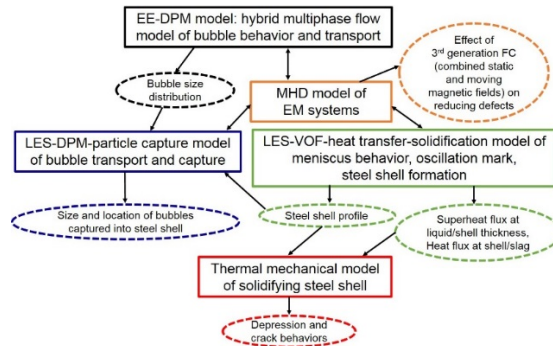 EE-DPM model: hybrid multiphase flow
model of bubble behavior and transport
Effect of
3rd generation FC
(combined static
and moving
magnetic fields) on
reducing defects
Bubble size
distribution
MHD model of
EM systems
LES-DPM-particle capture model
of bubble transport and capture
LES-VOF-heat transfer-solidification model of
meniscus behavior, oscillation mark,
steel shell formation
Size and location of bubbles
captured into steel shell
Steel shell profile
Superheat flux at
liquid/shell thickness,
Heat flux at shell/slag
Thermal mechanical model
of solidifying steel shell
Depression and
crack behaviors